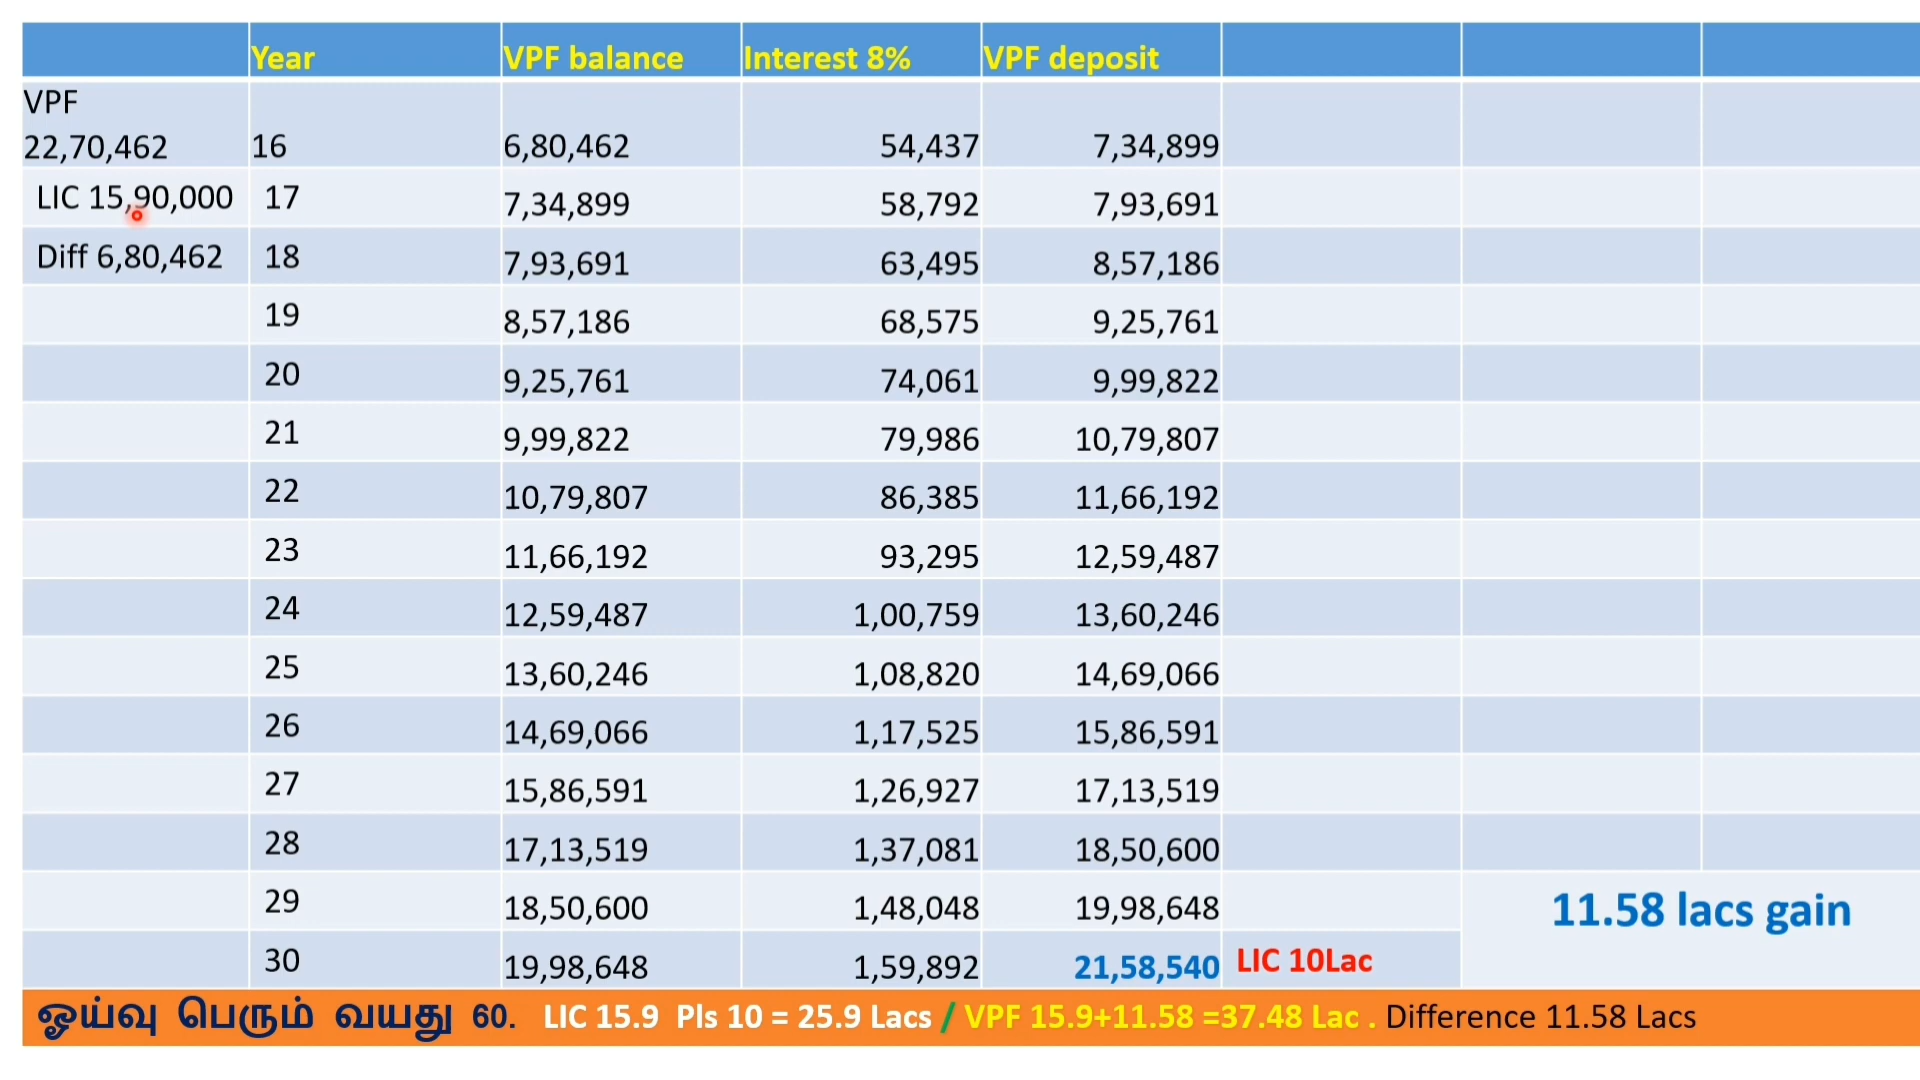 Year VPF balance Interest 8% VPF deposit
VPF
22,70,462 16 6,80,462 54,437 7,34,899
LIC 15,90,000 17 7,34,899 58,792 7,93,691
Diff 6,80,462 18 7,93,691 63,495 8,57,186
19 8,57,186 68,575 9,25,761
20 9,25,761 74,061 9,99,822
21 9,99,822 79,986 10,79,807
22 10,79,807 86,385 11,66,192
23 11,66,192 93,295 12,59,487
24 12,59,487 1,00,759 13,60,246
25 13,60,246 1,08,820 14,69,066
26 14,69,066 1,17,525 15,86,591
27 15,86,591 1,26,927 17,13,519
28 17,13,519 1,37,081 18,50,600
29 18,50,600 1,48,048 19,98,648 11.58 lacs gain
30 19,98,648 1,59,892 21,58,540 LIC 10Lac
ஓய்வு பெரும் வயது 60. LIC 15.9 Pls 10 = 25.9 Lacs / VPF 15.9+11.58 =37.48 Lac . Difference 11.58 Lacs